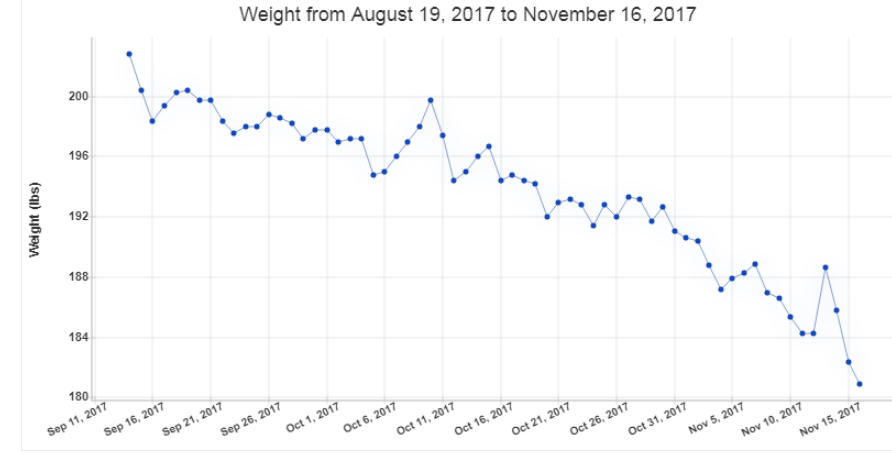 Weight from August 19, 2017 to November 16, 2017
Weight (lbs)
200
196
192
188
184
180
Sep 11, 2017
Sep 16, 2017
Sep 21, 2017
Sep 26, 2017
Oct 1, 2017
Oct 6, 2017
Oct 11, 2017
Oct 16, 2017
Oct 21, 2017
Oct 26, 2017
Oct 31, 2017
Nov 5, 2017
Nov 10, 2017
Nov 15, 2017